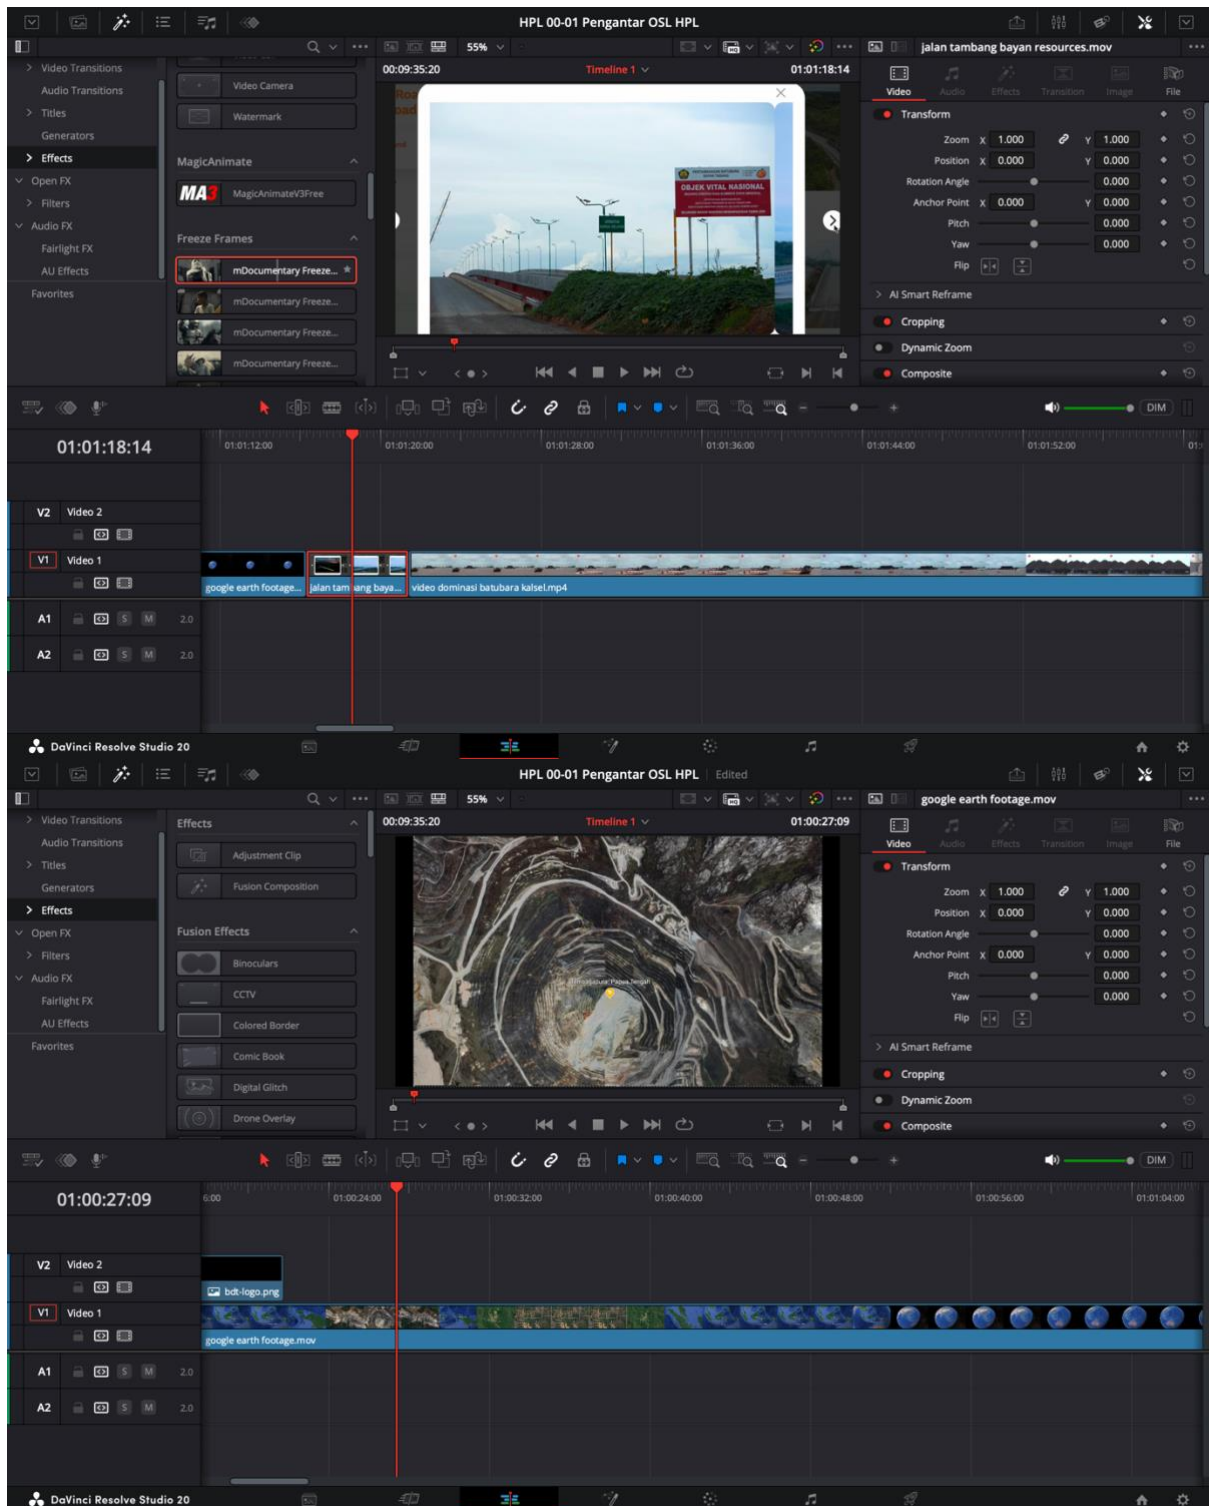 HPL 00-01 Pengantar OSL HPL
55%
jalan tambang bayan resources.mov
Video Transitions
Audio Transitions
Titles
Generators
Effects
Open FX
Filters
Audio FX
Fairlight FX
AU Effects
Favorites
Video Camera
Watermark
MagicAnimate
MA3 MagicAnimateV3Free
Freeze Frames
mDocumentary Freeze...
mDocumentary Freeze...
mDocumentary Freeze...
mDocumentary Freeze...
00:09:35:20
Timeline 1
01:01:18:14
OBJEK VITAL NASIONAL
Video Audio Effects Transition Image File
Transform
Zoom X 1.000 Y 1.000
Position X 0.000 Y 0.000
Rotation Angle 0.000
Anchor Point X 0.000 Y 0.000
Pitch 0.000
Yaw 0.000
Flip
AI Smart Reframe
Cropping
Dynamic Zoom
Composite
DIM
01:01:18:14
01:01:12:00 01:01:20:00 01:01:28:00 01:01:36:00 01:01:44:00 01:01:52:00
V2 Video 2
V1 Video 1
google earth footage... jalan tambang baya... video dominasi batubara kalsel.mp4
A1 S M 2.0
A2 S M 2.0
DaVinci Resolve Studio 20
HPL 00-01 Pengantar OSL HPL Edited
55%
google earth footage.mov
Video Transitions
Audio Transitions
Titles
Generators
Effects
Open FX
Filters
Audio FX
Fairlight FX
AU Effects
Favorites
Effects
Adjustment Clip
Fusion Composition
Fusion Effects
Binoculars
CCTV
Colored Border
Comic Book
Digital Glitch
Drone Overlay
00:09:35:20
Timeline 1
01:00:27:09
Tembagapura, Papua Tengah
Video Audio Effects Transition Image File
Transform
Zoom X 1.000 Y 1.000
Position X 0.000 Y 0.000
Rotation Angle 0.000
Anchor Point X 0.000 Y 0.000
Pitch 0.000
Yaw 0.000
Flip
AI Smart Reframe
Cropping
Dynamic Zoom
Composite
DIM
01:00:27:09
6:00 01:00:24:00 01:00:32:00 01:00:40:00 01:00:48:00 01:00:56:00 01:01:04:00
V2 Video 2
bdt-logo.png
V1 Video 1
google earth footage.mov
A1 S M 2.0
A2 S M 2.0
DaVinci Resolve Studio 20